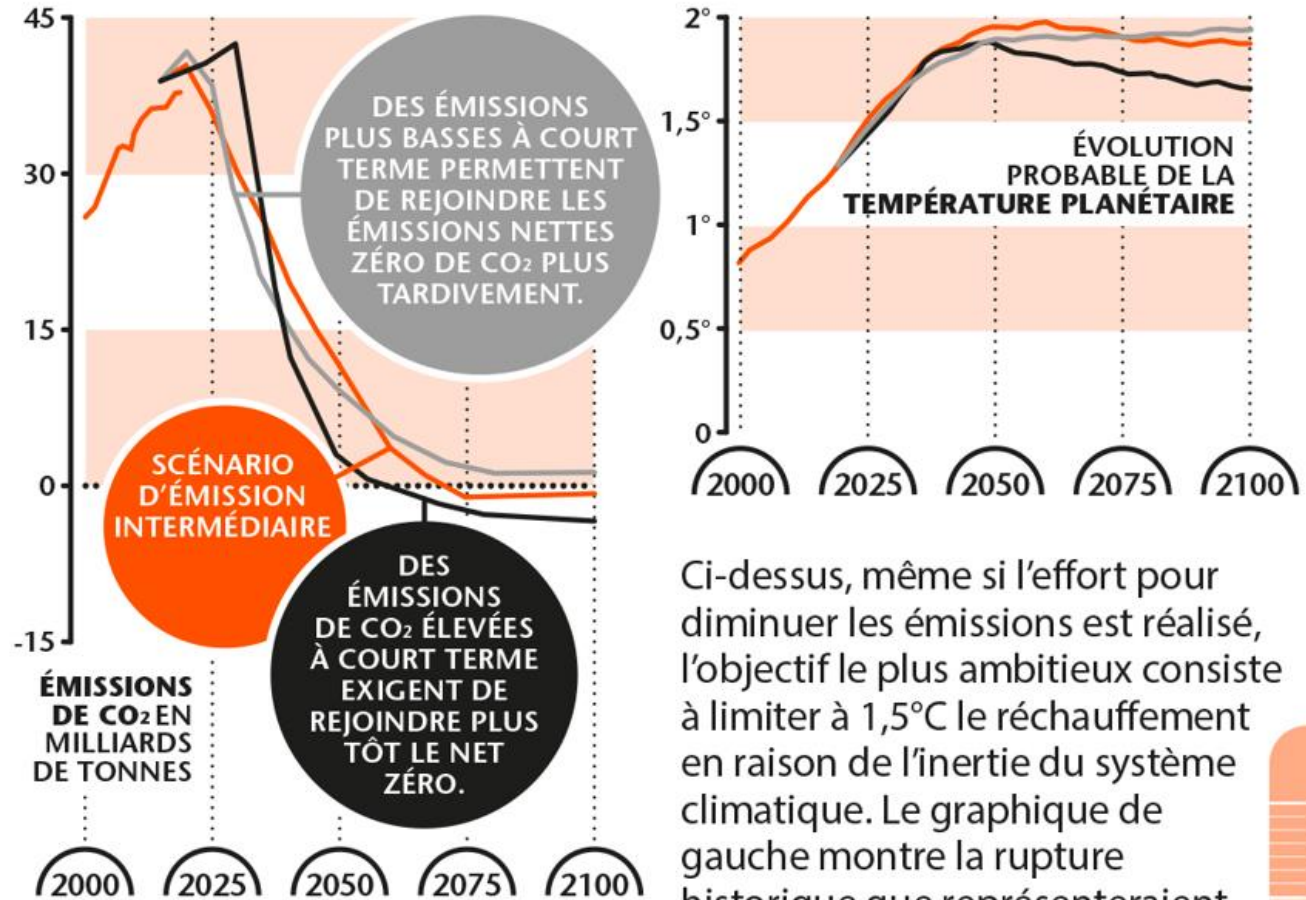 45
30
15
0
-15
DES ÉMISSIONS
PLUS BASSES À COURT
TERME PERMETTENT
DE REJOINDRE LES
ÉMISSIONS NETTES
ZÉRO DE CO₂ PLUS
TARDIVEMENT.
SCÉNARIO
D'ÉMISSION
INTERMÉDIAIRE
DES
ÉMISSIONS
DE CO₂ ÉLEVÉES
À COURT TERME
EXIGENT DE
REJOINDRE PLUS
TÔT LE NET
ZÉRO.
ÉMISSIONS
DE CO₂ EN
MILLIARDS
DE TONNES
2000 2025 2050 2075 2100
2°
1,5°
1°
0,5°
0
ÉVOLUTION
PROBABLE DE LA
TEMPÉRATURE PLANÉTAIRE
2000 2025 2050 2075 2100
Ci-dessus, même si l'effort pour
diminuer les émissions est réalisé,
l'objectif le plus ambitieux consiste
à limiter à 1,5°C le réchauffement
en raison de l'inertie du système
climatique. Le graphique de
gauche montre la rupture
historique que représenteraient